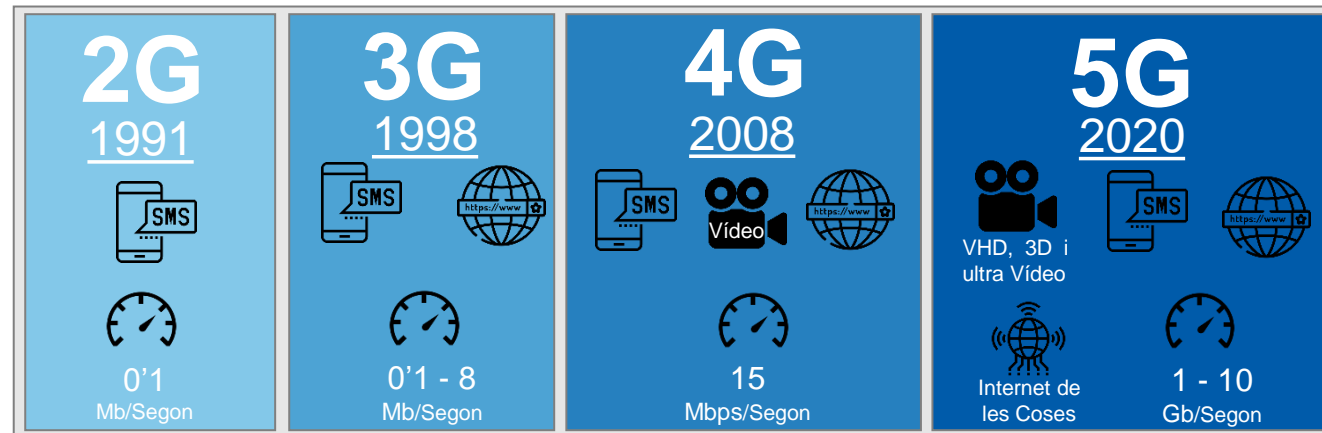 2G
1991
SMS
0'1
Mb/Segon
3G
1998
SMS
https://www
0'1 - 8
Mb/Segon
4G
2008
SMS
Vídeo
https://www
15
Mbps/Segon
5G
2020
VHD, 3D i
ultra Vídeo
SMS
https://www
Internet de
les Coses
1 - 10
Gb/Segon